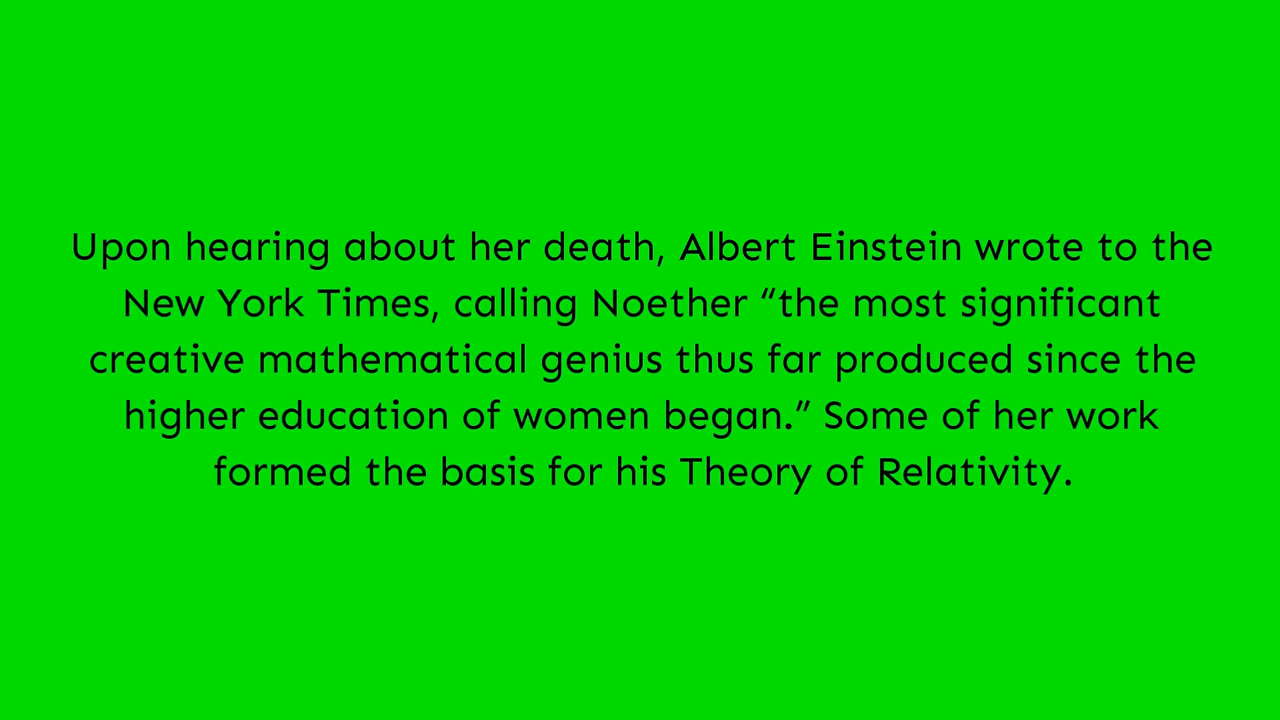 Upon hearing about her death, Albert Einstein wrote to the
New York Times, calling Noether “the most significant
creative mathematical genius thus far produced since the
higher education of women began.” Some of her work
formed the basis for his Theory of Relativity.